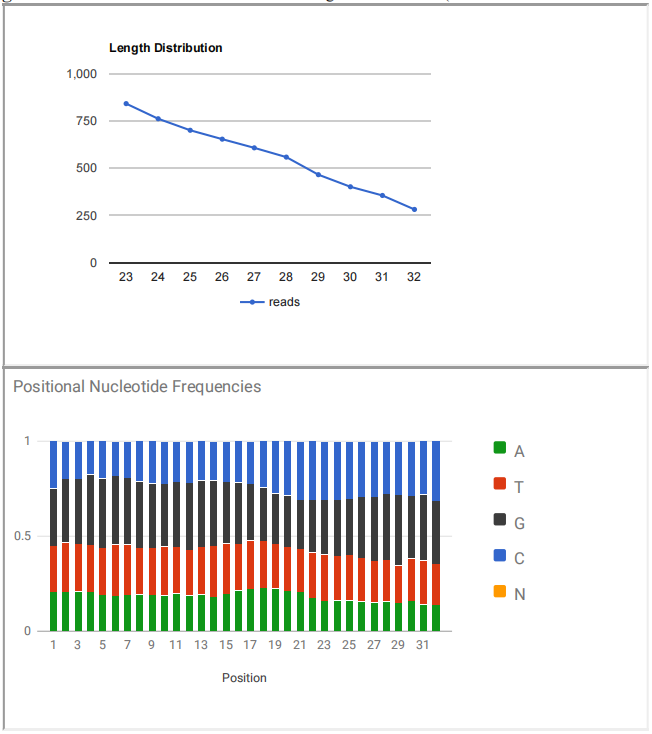 Length Distribution
1,000
750
500
250
0
23 24 25 26 27 28 29 30 31 32
reads
Positional Nucleotide Frequencies
1
0.5
0
1 3 5 7 9 11 13 15 17 19 21 23 25 27 29 31
Position
A
T
G
C
N